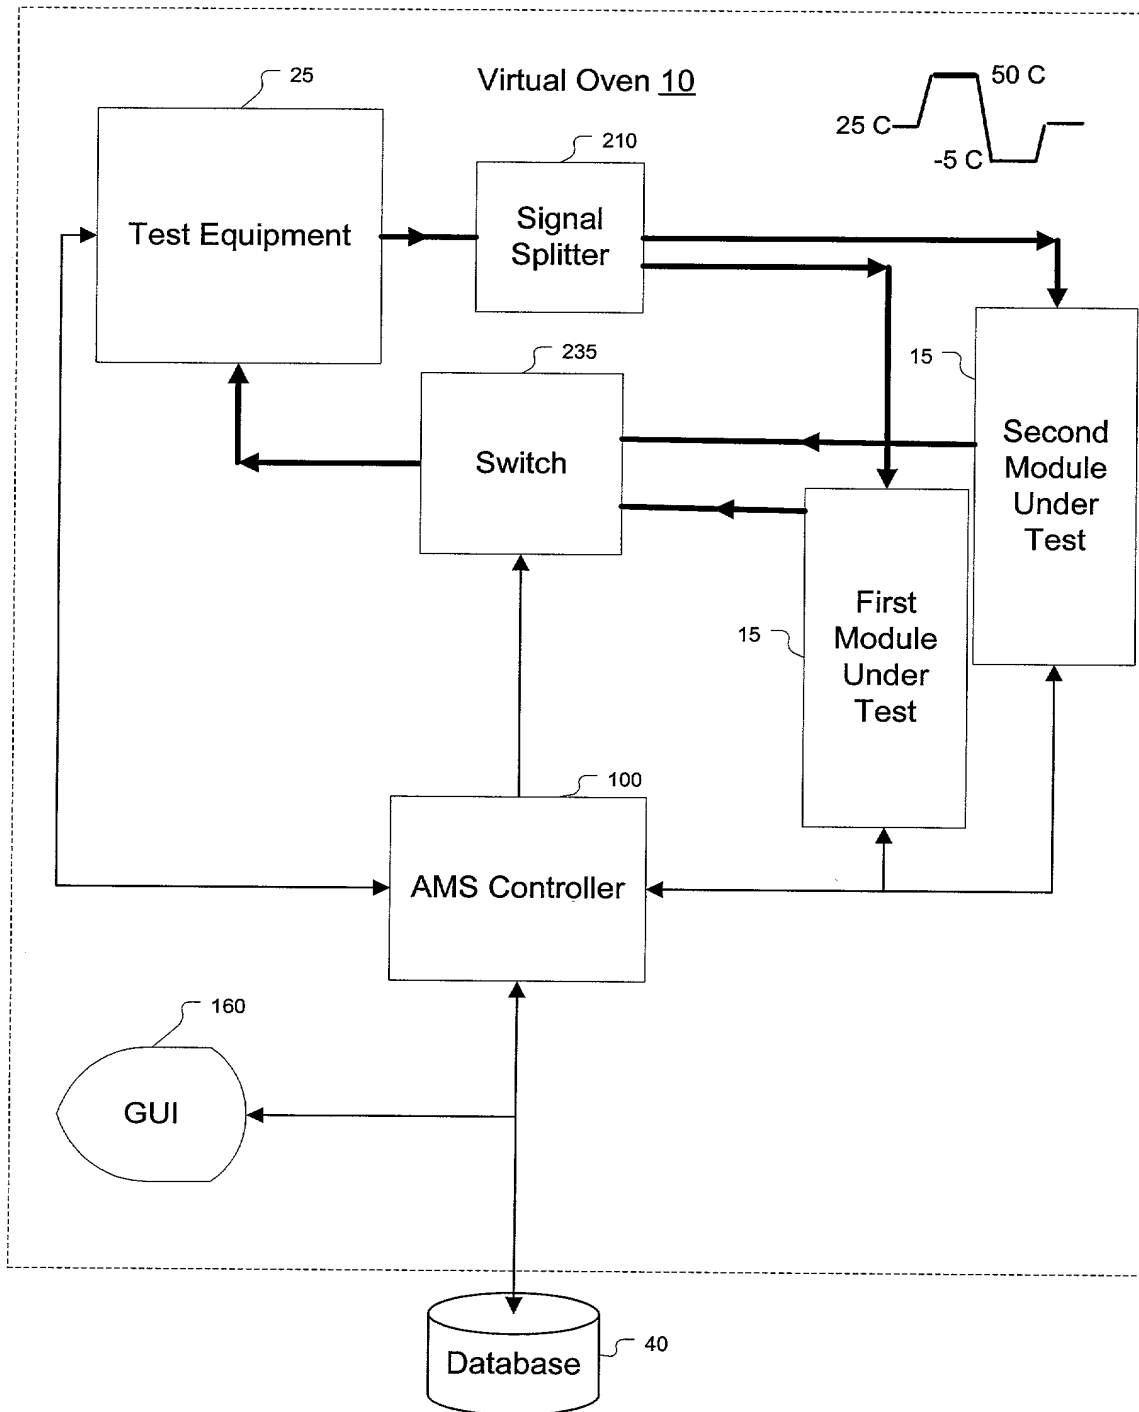 25
Virtual Oven 10
50 C
25 C
-5 C
210
Test Equipment
Signal
Splitter
235
15
Switch
Second
Module
Under
Test
First
Module
Under
Test
15
100
AMS Controller
160
GUI
Database
40